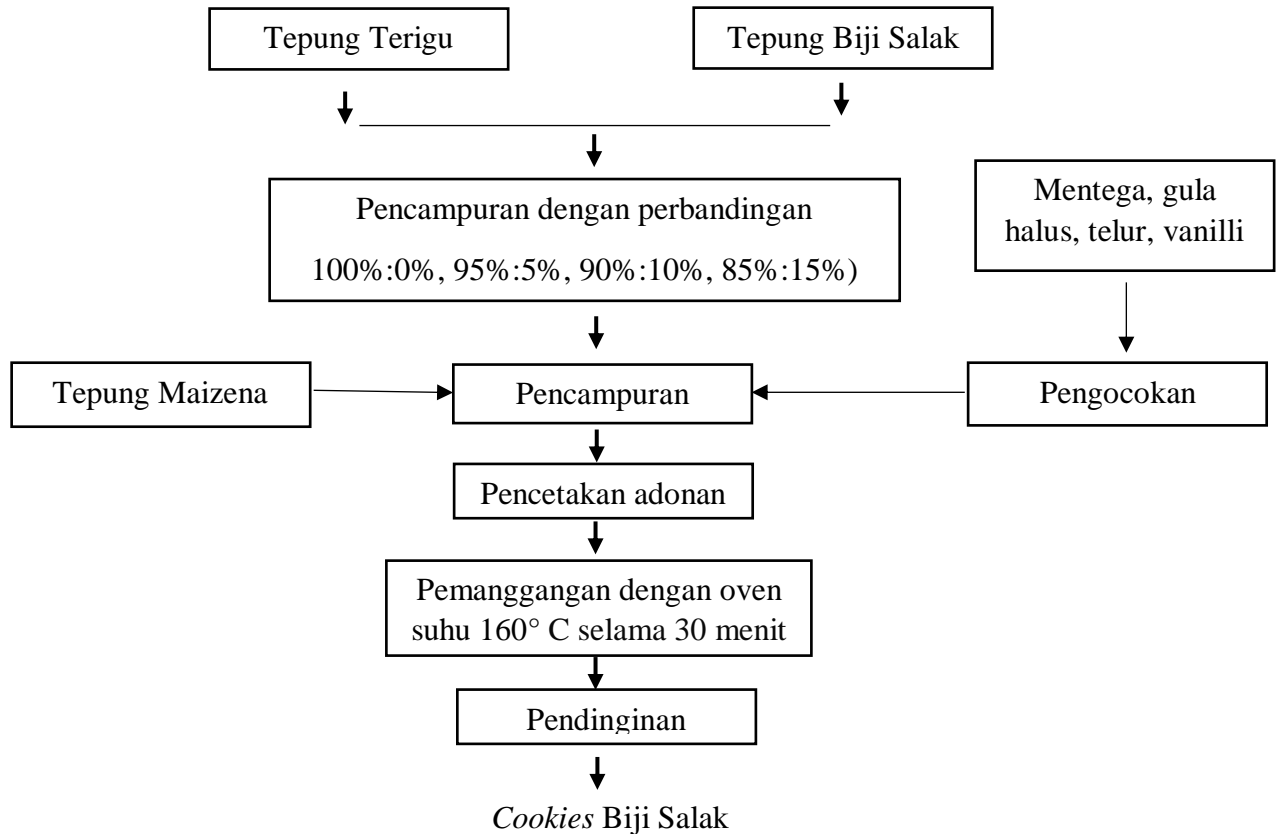 Tepung Terigu
Tepung Biji Salak
Pencampuran dengan perbandingan
100%:0%, 95%:5%, 90%:10%, 85%:15%)
Mentega, gula
halus, telur, vanilli
Tepung Maizena
Pencampuran
Pengocokan
Pencetakan adonan
Pemanggangan dengan oven
suhu 160° C selama 30 menit
Pendinginan
Cookies Biji Salak